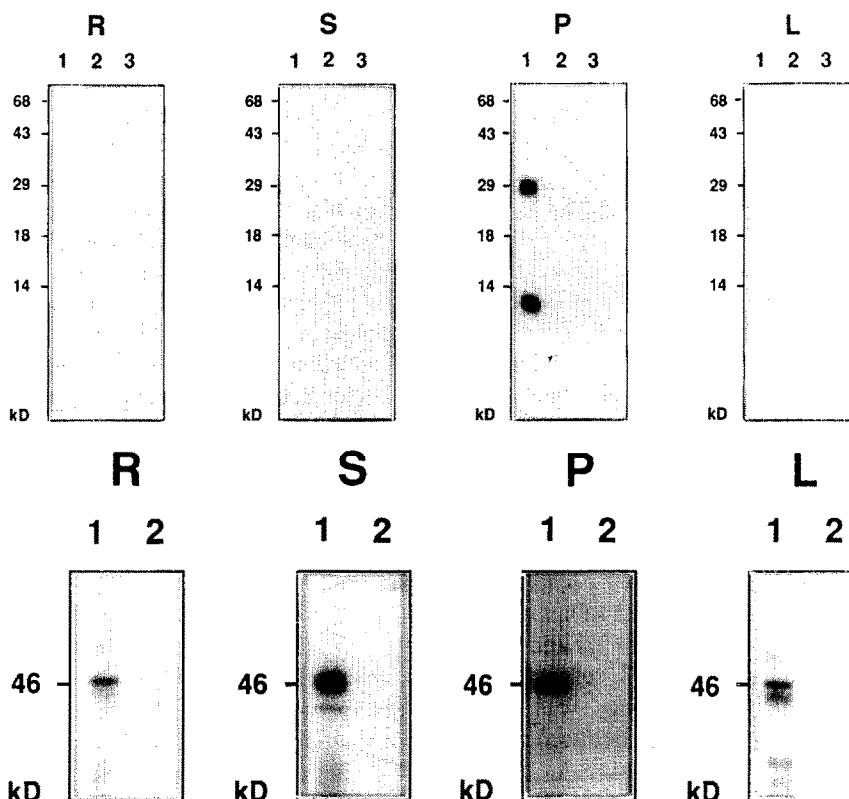 R S P L
1 2 3 1 2 3 1 2 3 1 2 3
68 68 68 68
43 43 43 43
29 29 29 29
18 18 18 18
14 14 14 14
kD kD kD kD
R S P L
1 2 1 2 1 2 1 2
46 46 46 46
kD kD kD kD